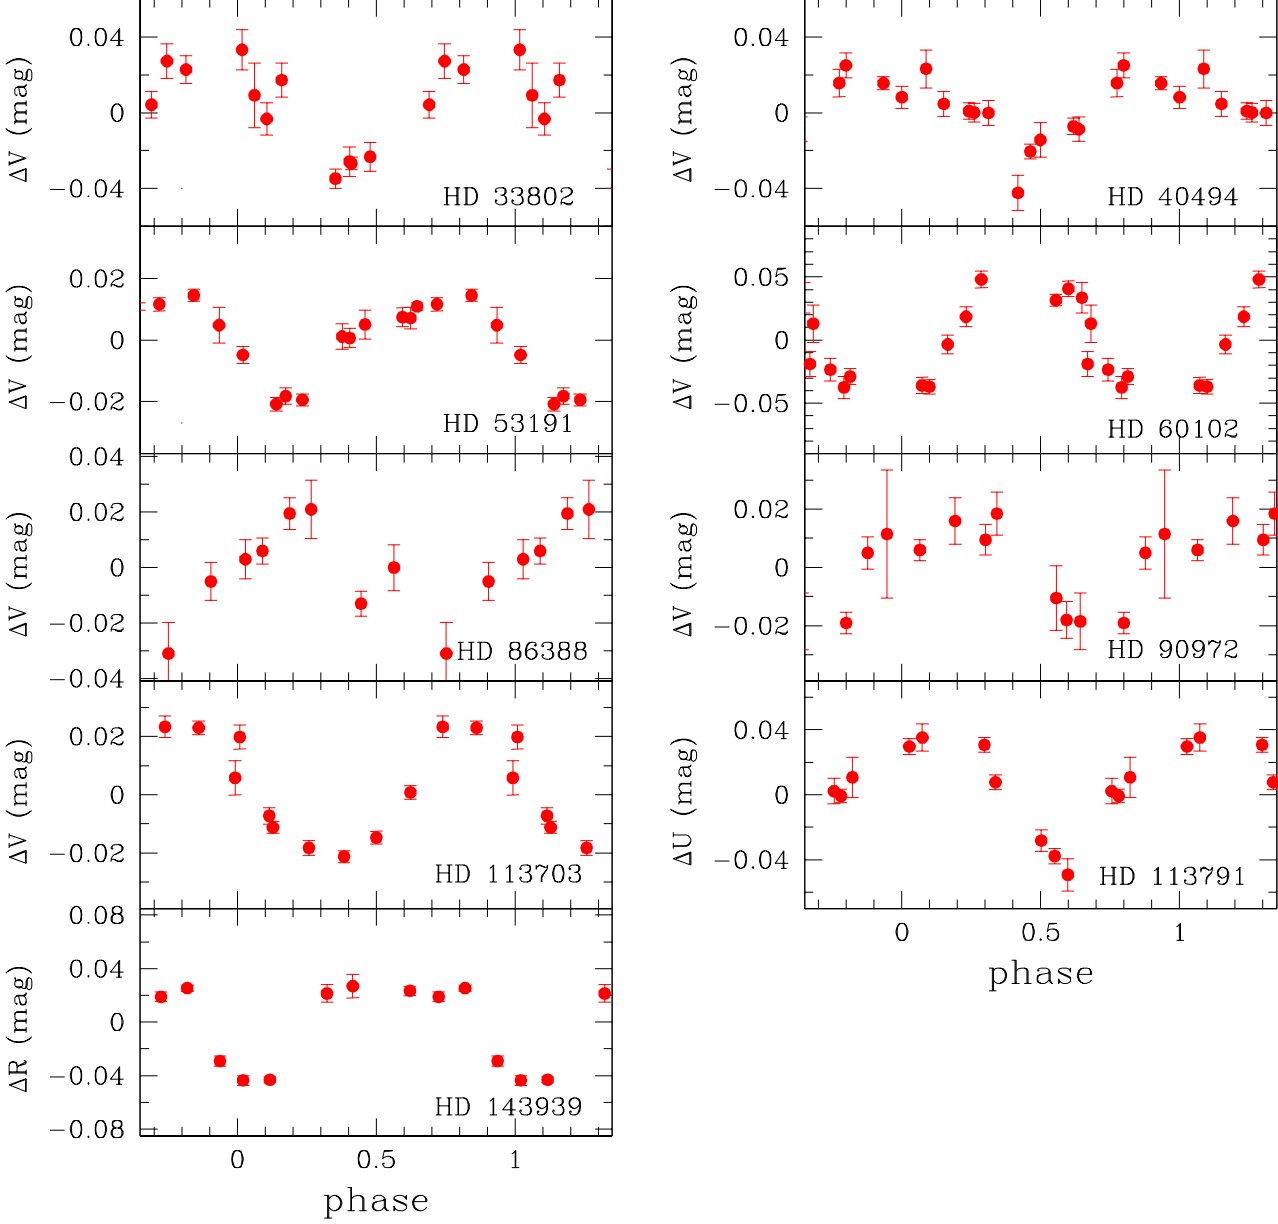 ΔV (mag)
0.04
0
−0.04
HD 33802
ΔV (mag)
0.02
0
−0.02
HD 53191
ΔV (mag)
0.04
0.02
0
−0.02
−0.04
HD 86388
ΔV (mag)
0.02
0
−0.02
HD 113703
ΔR (mag)
0.08
0.04
0
−0.04
−0.08
HD 143939
0 0.5 1
phase
ΔV (mag)
0.04
0
−0.04
HD 40494
ΔV (mag)
0.05
0
−0.05
HD 60102
ΔV (mag)
0.02
0
−0.02
HD 90972
ΔU (mag)
0.04
0
−0.04
HD 113791
0 0.5 1
phase